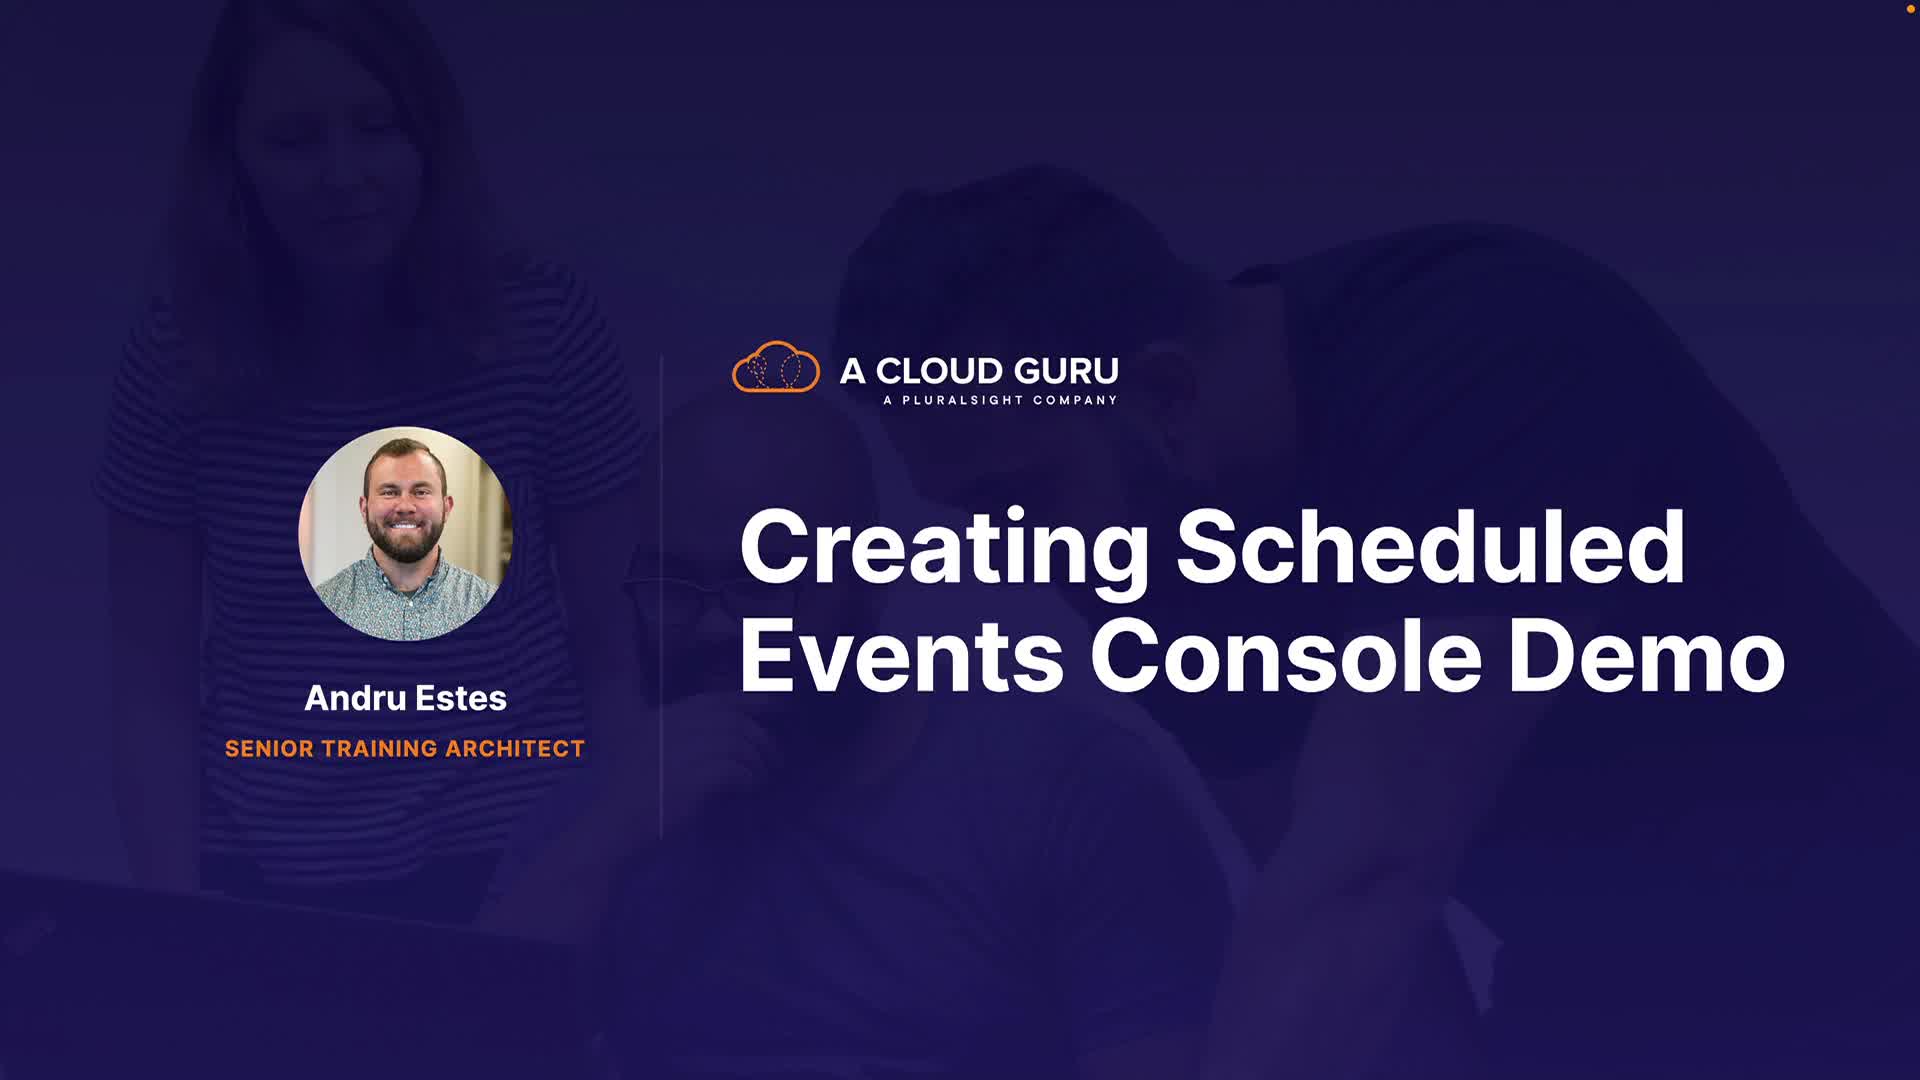 A CLOUD GURU
A PLURALSIGHT COMPANY
Creating Scheduled
Events Console Demo
Andru Estes
SENIOR TRAINING ARCHITECT